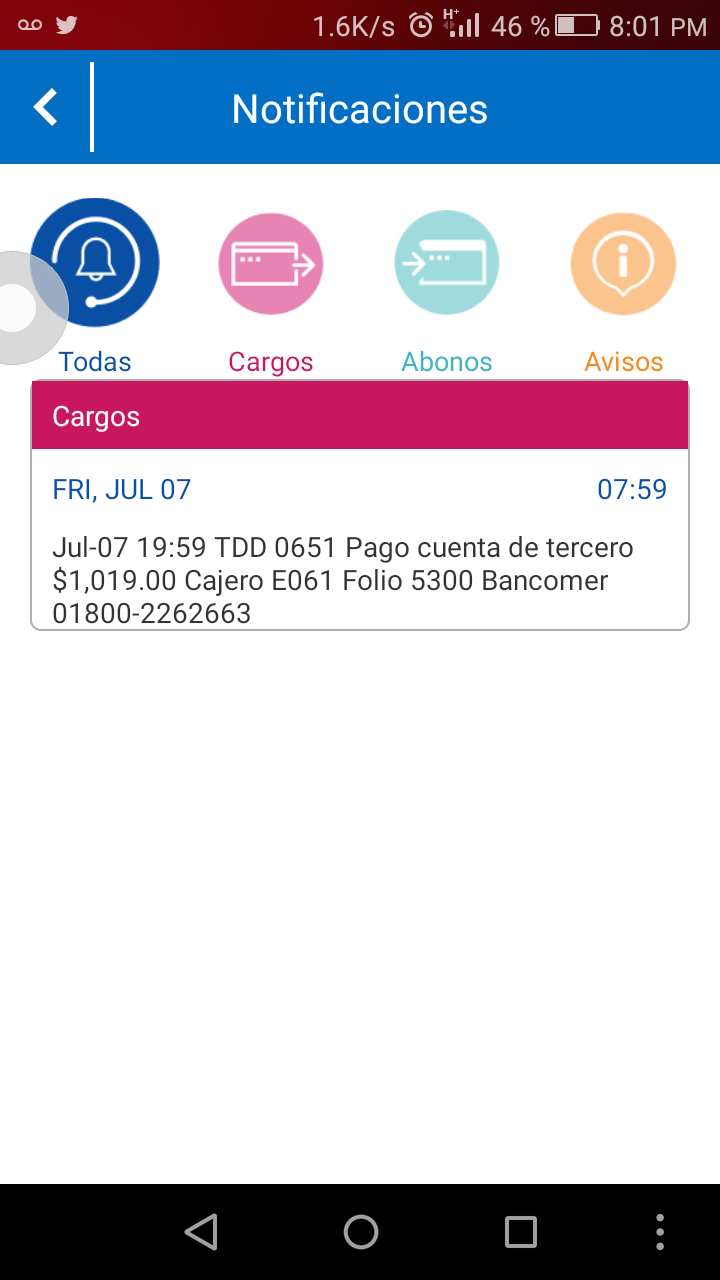 1.6K/s H+ 46 % 8:01 PM
Notificaciones
Todas Cargos Abonos Avisos
Cargos
FRI, JUL 07 07:59
Jul-07 19:59 TDD 0651 Pago cuenta de tercero
$1,019.00 Cajero E061 Folio 5300 Bancomer
01800-2262663